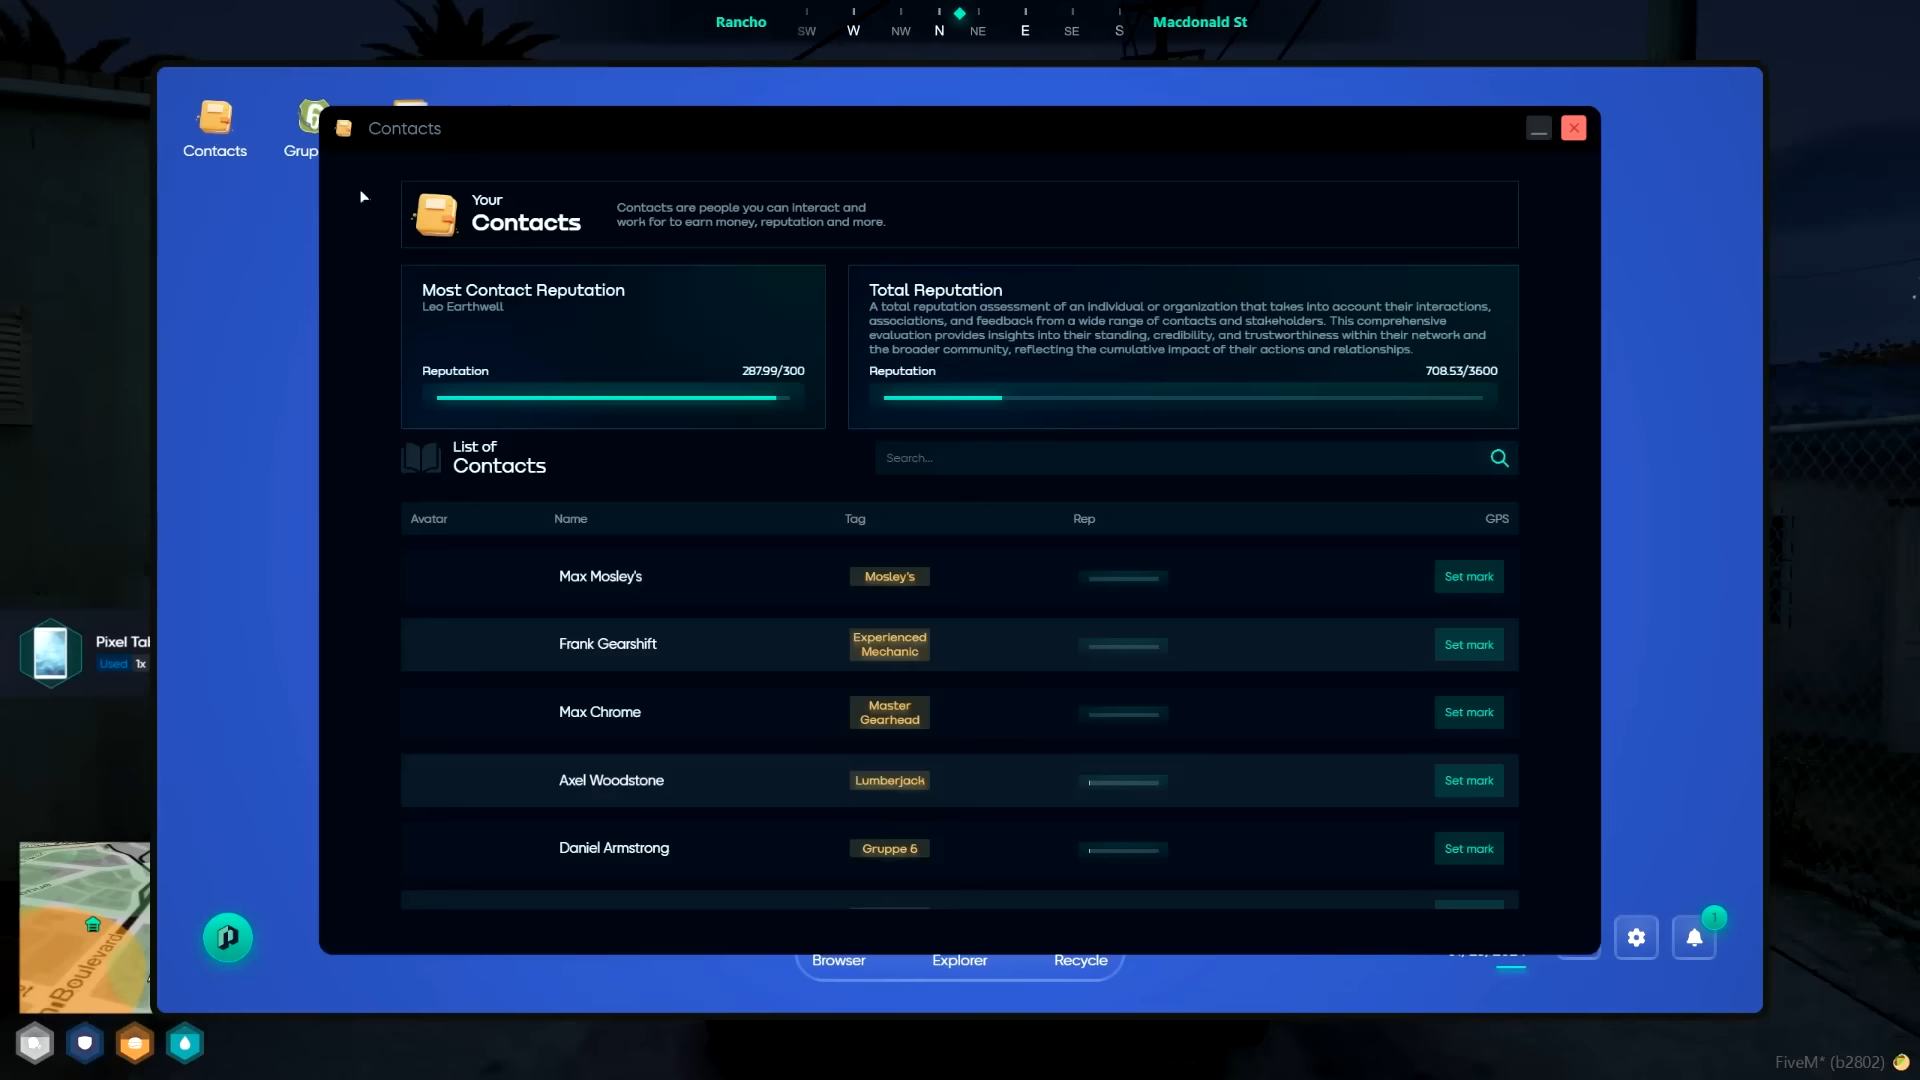 Rancho
SW
W
NW
N
NE
E
SE
S
Macdonald St
Contacts
Contacts
Your
Contacts
Contacts are people you can interact and
work for to earn money, reputation and more.
Most Contact Reputation
Leo Earthwell
Reputation
287.99/300
Total Reputation
A total reputation assessment of an individual or organization that takes into account their interactions,
associations, and feedback from a wide range of contacts and stakeholders. This comprehensive
evaluation provides insights into their standing, credibility, and trustworthiness within their network and
the broader community, reflecting the cumulative impact of their actions and relationships.
Reputation
708.53/3600
List of
Contacts
Search...
Avatar
Name
Tag
Rep
GPS
Max Mosley's
Mosley's
Set mark
Frank Gearshift
Experienced
Mechanic
Set mark
Max Chrome
Master
Gearhead
Set mark
Axel Woodstone
Lumberjack
Set mark
Daniel Armstrong
Gruppe 6
Set mark
Pixel
Used
1x
Boulevard
Browser
Explorer
Recycle
1
FiveM* (b2802)